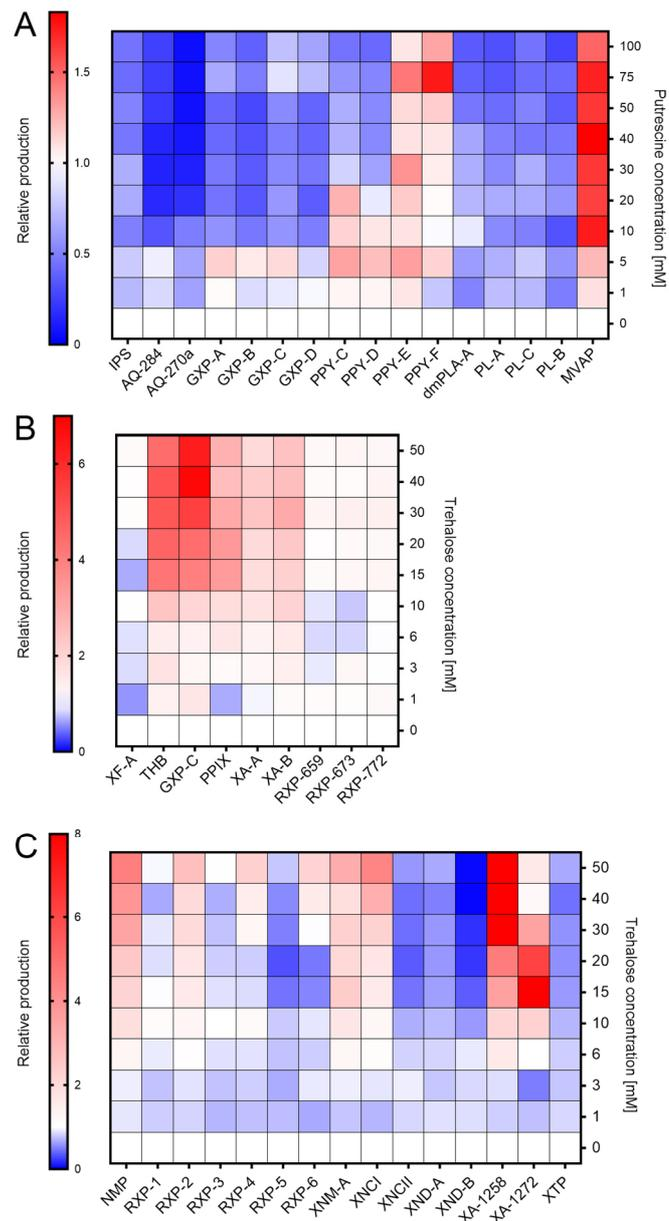 A
Relative production
1.5
1.0
0.5
0
100
75
50
40
30
20
10
5
1
0
Putrescine concentration [mM]
IPS
AQ-284
AQ-270a
GXP-A
GXP-B
GXP-C
GXP-D
PPY-C
PPY-D
PPY-E
PPY-F
dmPLA-A
PL-A
PL-C
PL-B
MVAP
B
Relative production
6
4
2
0
50
40
30
20
15
10
6
3
1
0
Trehalose concentration [mM]
XF-A
THB
GXP-C
PPIX
XA-A
XA-B
RXP-659
RXP-673
RXP-772
C
Relative production
8
6
4
2
0
50
40
30
20
15
10
6
3
1
0
Trehalose concentration [mM]
NMP
RXP-1
RXP-2
RXP-3
RXP-4
RXP-5
RXP-6
XNM-A
XNCI
XNCII
XND-A
XND-B
XA-1258
XA-1272
XTP